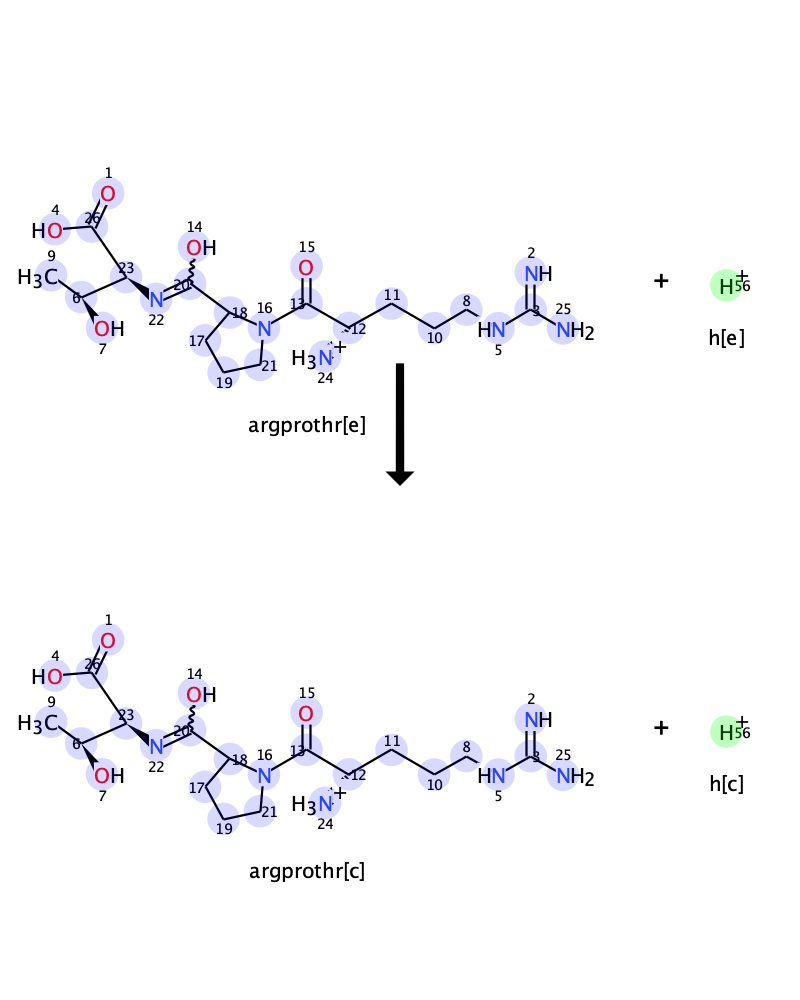 1
O
4
26
HO
9
H3C
23
14
OH
20
6
N
22
OH
7
18
16
N
17
19
21
15
O
13
11
12
H3N+
24
10
8
2
NH
3
25
HN
5
NH2
+
H+
56
h[e]
argprothr[e]
1
O
4
26
HO
9
H3C
23
14
OH
20
6
N
22
OH
7
18
16
N
17
19
21
15
O
13
11
12
H3N+
24
10
8
2
NH
3
25
HN
5
NH2
+
H+
56
h[c]
argprothr[c]